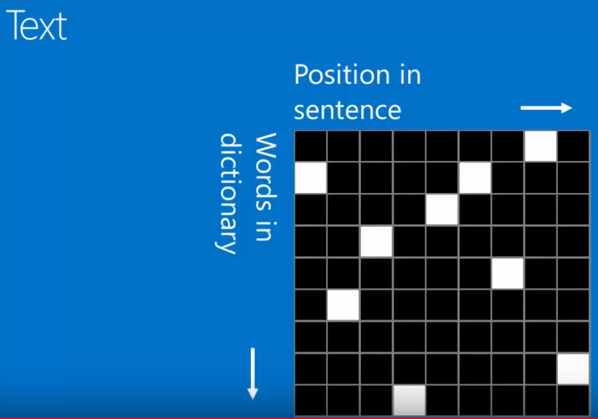 Text
Position in
sentence
Words in
dictionary